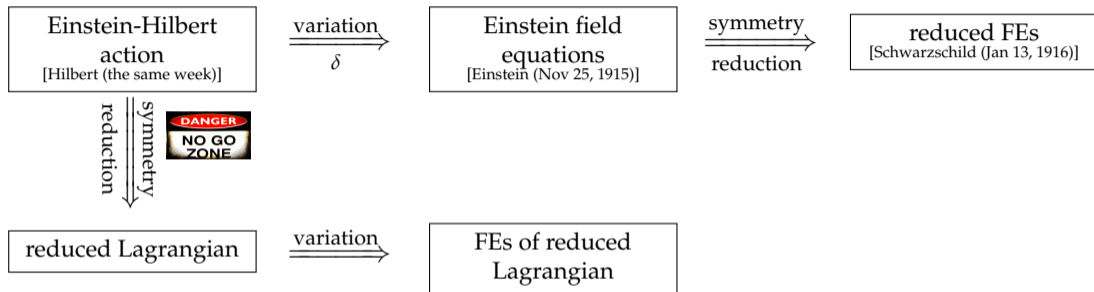 Einstein-Hilbert
action
[Hilbert (the same week)]
variation
δ
Einstein field
equations
[Einstein (Nov 25, 1915)]
symmetry
reduction
reduced FEs
[Schwarzschild (Jan 13, 1916)]
symmetry
reduction
DANGER
NO GO
ZONE
reduced Lagrangian
variation
FEs of reduced
Lagrangian